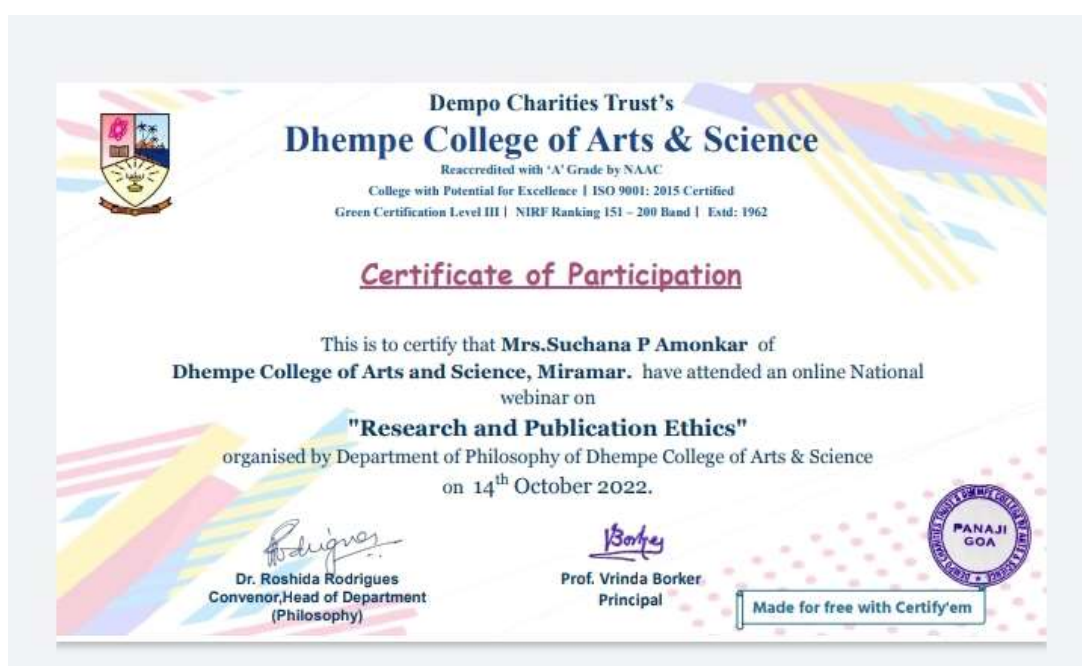 Dempo Charities Trust's
Dhempe College of Arts & Science
Reaccredited with 'A' Grade by NAAC
College with Potential for Excellence | ISO 9001: 2015 Certified
Green Certification Level III | NIRF Ranking 151 – 200 Band | Estd: 1962
Certificate of Participation
This is to certify that Mrs.Suchana P Amonkar of
Dhempe College of Arts and Science, Miramar. have attended an online National
webinar on
"Research and Publication Ethics"
organised by Department of Philosophy of Dhempe College of Arts & Science
on 14th October 2022.
Rodrigues
Borker
Dr. Roshida Rodrigues
Convenor,Head of Department
(Philosophy)
Prof. Vrinda Borker
Principal
PANAJI
GOA
Made for free with Certify'em